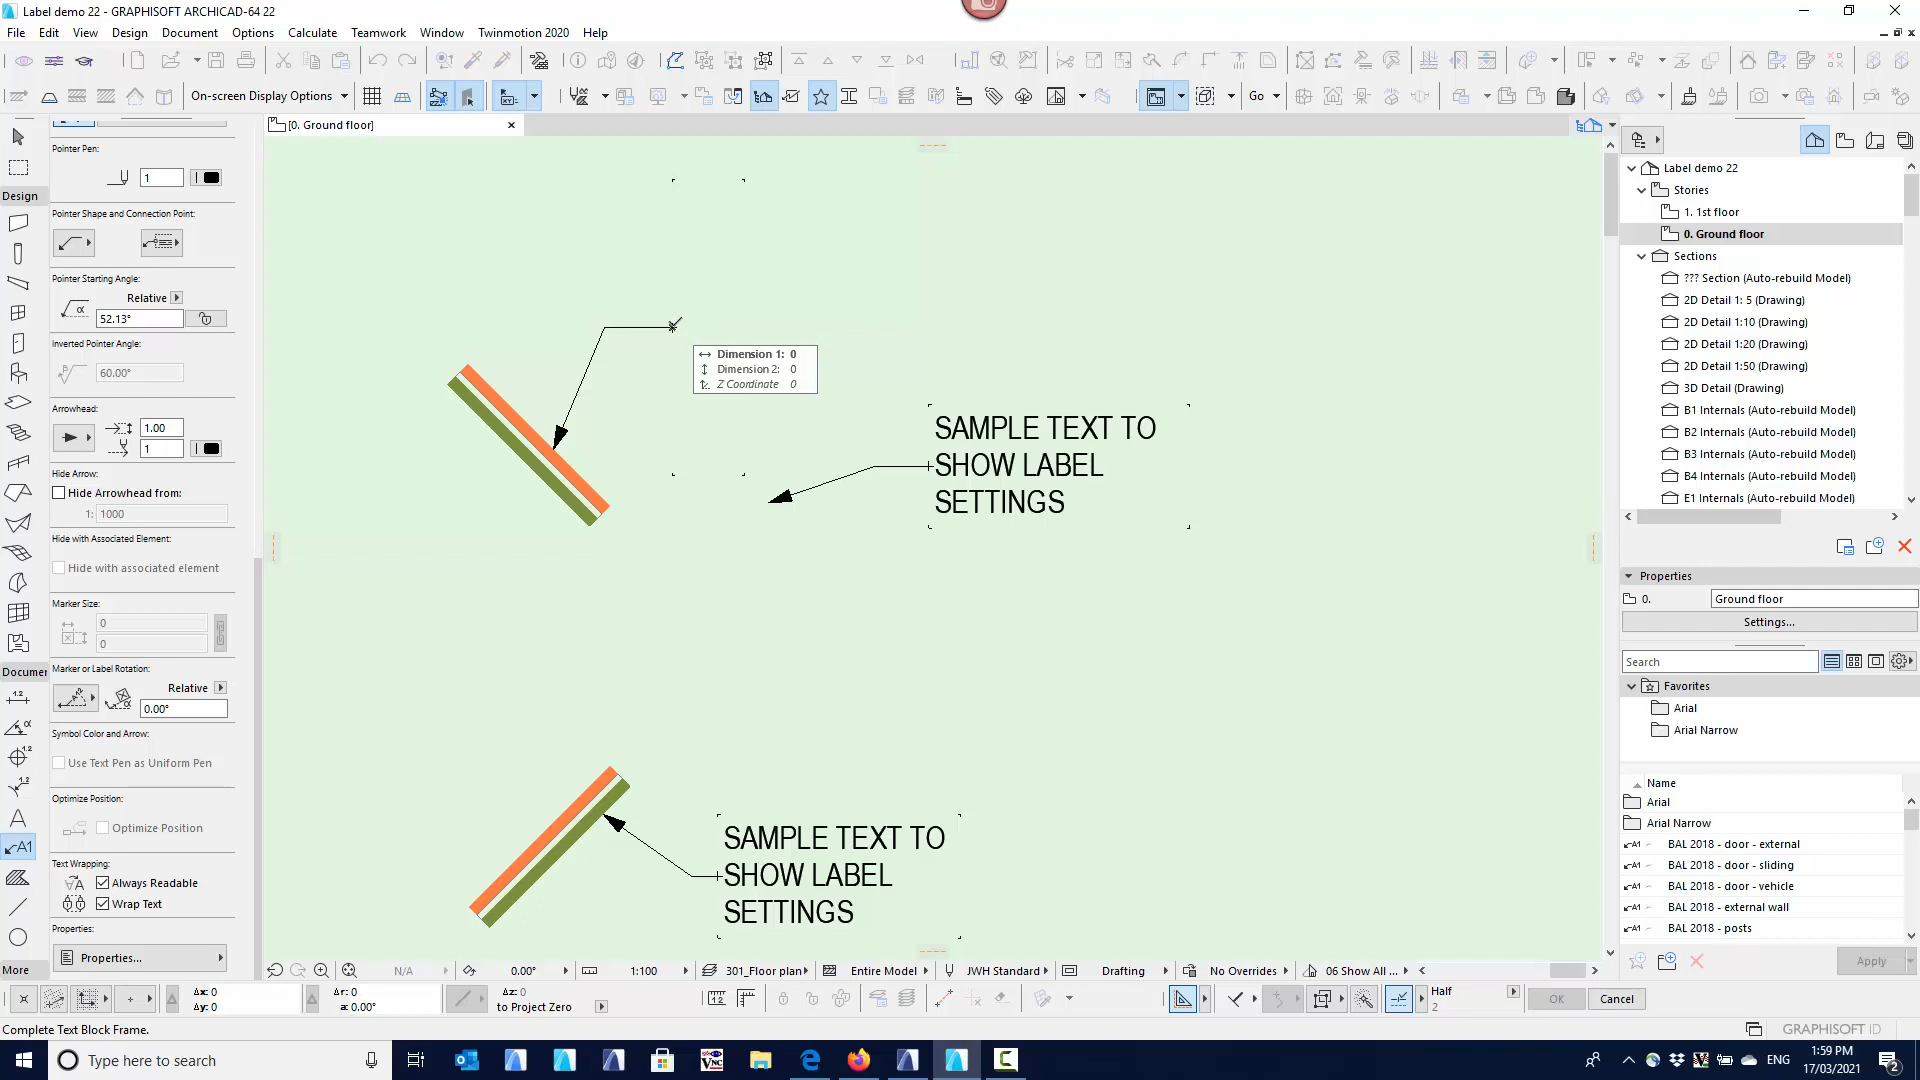 Label demo 22 - GRAPHISOFT ARCHICAD-64 22
File Edit View Design Document Options Calculate Teamwork Window Twinmotion 2020 Help
On-screen Display Options
Go
[0. Ground floor]
Pointer Pen:
1
Design
Pointer Shape and Connection Point:
Pointer Starting Angle:
Relative
α
52.13°
Inverted Pointer Angle:
60.00°
Arrowhead:
1.00
1
Hide Arrow:
Hide Arrowhead from:
1: 1000
Hide with Associated Element:
Hide with associated element
Marker Size:
0
0
Document
Marker or Label Rotation:
Relative
0.00°
Symbol Color and Arrow:
Use Text Pen as Uniform Pen
Optimize Position:
Optimize Position
Text Wrapping:
Always Readable
Wrap Text
Properties:
Properties...
More
Dimension 1: 0
Dimension 2: 0
Z Coordinate 0
SAMPLE TEXT TO
SHOW LABEL
SETTINGS
SAMPLE TEXT TO
SHOW LABEL
SETTINGS
Label demo 22
Stories
1. 1st floor
0. Ground floor
Sections
??? Section (Auto-rebuild Model)
2D Detail 1: 5 (Drawing)
2D Detail 1:10 (Drawing)
2D Detail 1:20 (Drawing)
2D Detail 1:50 (Drawing)
3D Detail (Drawing)
B1 Internals (Auto-rebuild Model)
B2 Internals (Auto-rebuild Model)
B3 Internals (Auto-rebuild Model)
B4 Internals (Auto-rebuild Model)
E1 Internals (Auto-rebuild Model)
Properties
0. Ground floor
Settings...
Search
Favorites
Arial
Arial Narrow
Name
Arial
Arial Narrow
A1 BAL 2018 - door - external
A1 BAL 2018 - door - sliding
A1 BAL 2018 - door - vehicle
A1 BAL 2018 - external wall
A1 BAL 2018 - posts
Apply
N/A 0.00° 1:100 301_Floor plan Entire Model JWH Standard Drafting No Overrides 06 Show All ...
Δx: 0
Δy: 0
Δr: 0
a: 0.00°
Δz: 0
to Project Zero
Half
2
OK Cancel
Complete Text Block Frame.
GRAPHISOFT ID
Type here to search
ENG
1:59 PM
17/03/2021
2